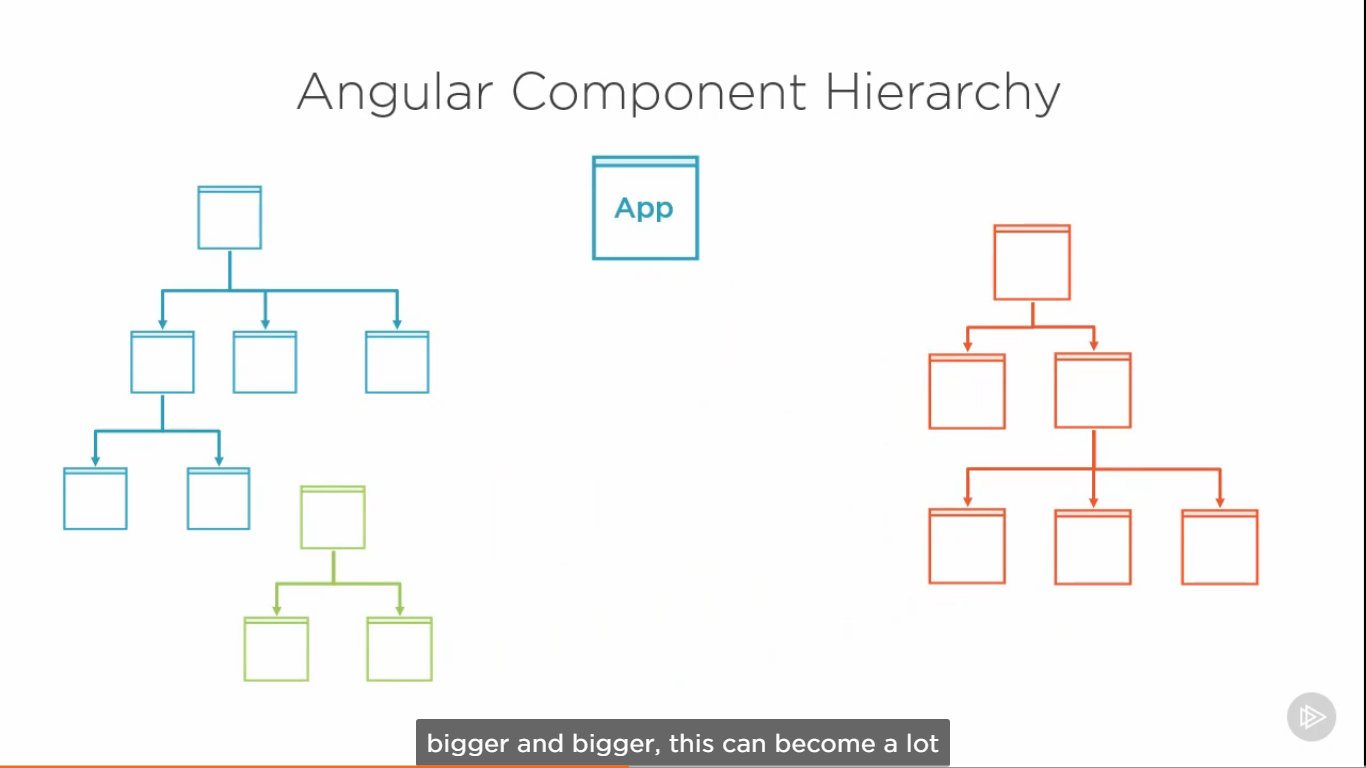 Angular Component Hierarchy
App
bigger and bigger, this can become a lot